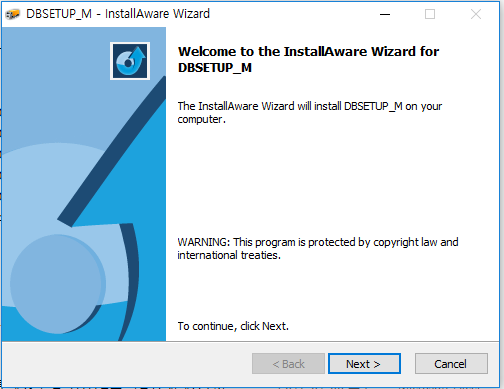 DBSETUP_M - InstallAware Wizard
Welcome to the InstallAware Wizard for
DBSETUP_M
The InstallAware Wizard will install DBSETUP_M on your
computer.
WARNING: This program is protected by copyright law and
international treaties.
To continue, click Next.
< Back
Next >
Cancel